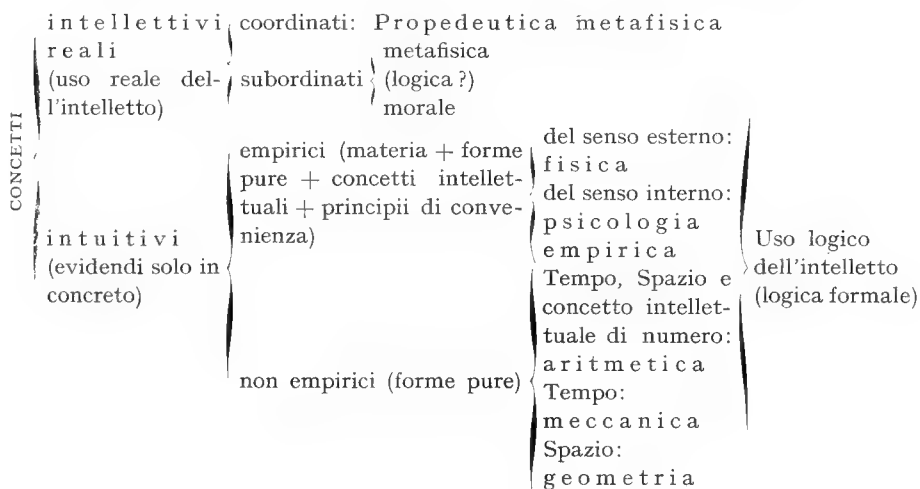 CONCETTI
intellettivi
reali
(uso reale del-
l'intelletto)
coordinati: Propedeutica metafisica
subordinati
metafisica
(logica ?)
morale
intuitivi
(evidendi solo in
concreto)
empirici (materia + forme
pure + concetti intellet-
tuali + principii di conve-
nienza)
del senso esterno:
fisica
del senso interno:
psicologia
empirica
non empirici (forme pure)
Tempo, Spazio e
concetto intellet-
tuale di numero:
aritmetica
Tempo:
meccanica
Spazio:
geometria
Uso logico
dell'intelletto
(logica formale)